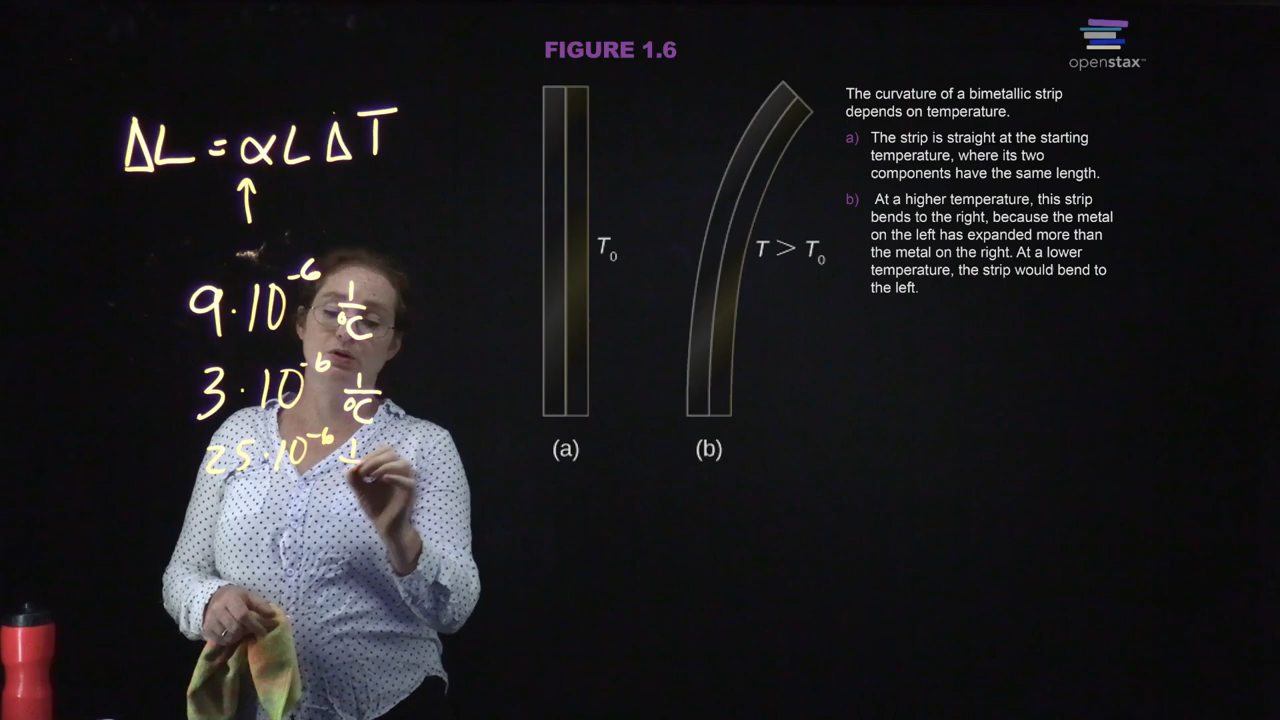 ΔL = αLΔT
↑
9·10⁻⁶ 1/°C
3·10⁻⁶ 1/°C
25·10⁻⁶ 1
FIGURE 1.6
T₀
(a)
T > T₀
(b)
openstax™
The curvature of a bimetallic strip
depends on temperature.
a) The strip is straight at the starting
temperature, where its two
components have the same length.
b) At a higher temperature, this strip
bends to the right, because the metal
on the left has expanded more than
the metal on the right. At a lower
temperature, the strip would bend to
the left.